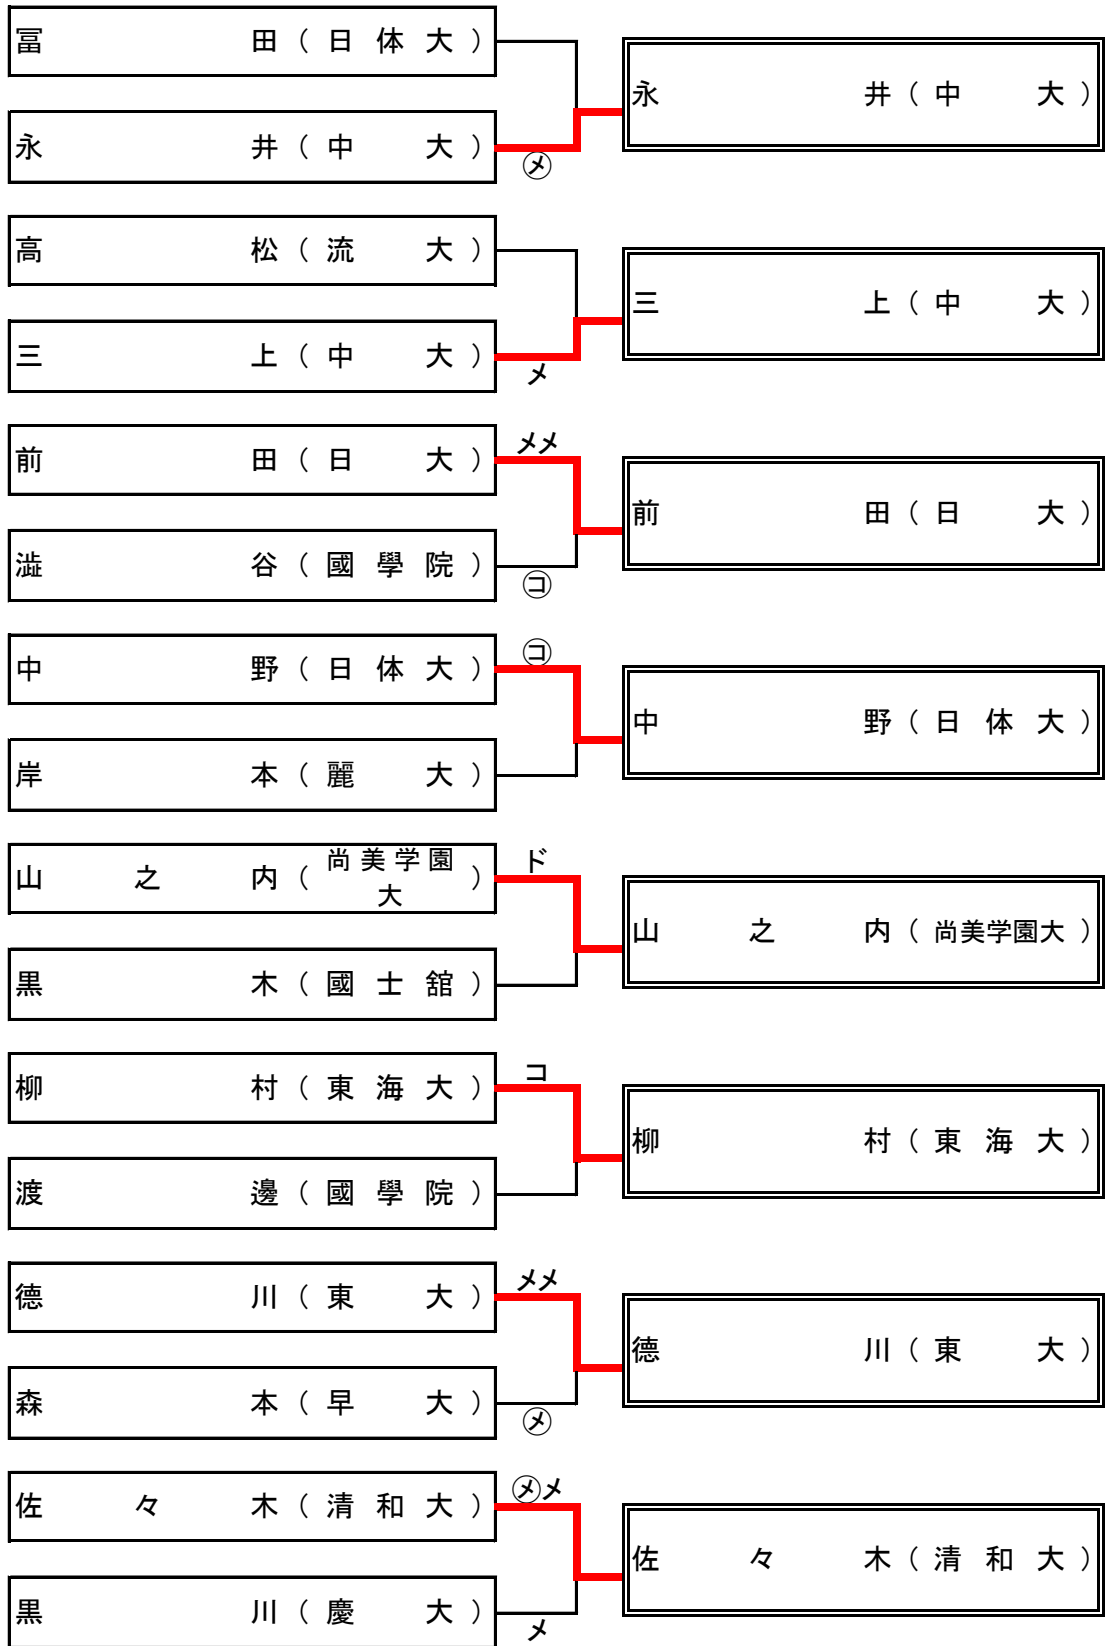 冨田（日体大）
永井（中大）
永井（中大）
㋱
高松（流大）
三上（中大）
三上（中大）
メ
前田（日大）
メメ
前田（日大）
澁谷（國學院）
㋙
中野（日体大）
㋙
中野（日体大）
岸本（麗大）
山之内（尚美学園大）
ド
山之内（尚美学園大）
黒木（國士舘）
柳村（東海大）
コ
柳村（東海大）
渡邊（國學院）
德川（東大）
メメ
德川（東大）
森本（早大）
㋱
佐々木（清和大）
㋱メ
佐々木（清和大）
黒川（慶大）
メ